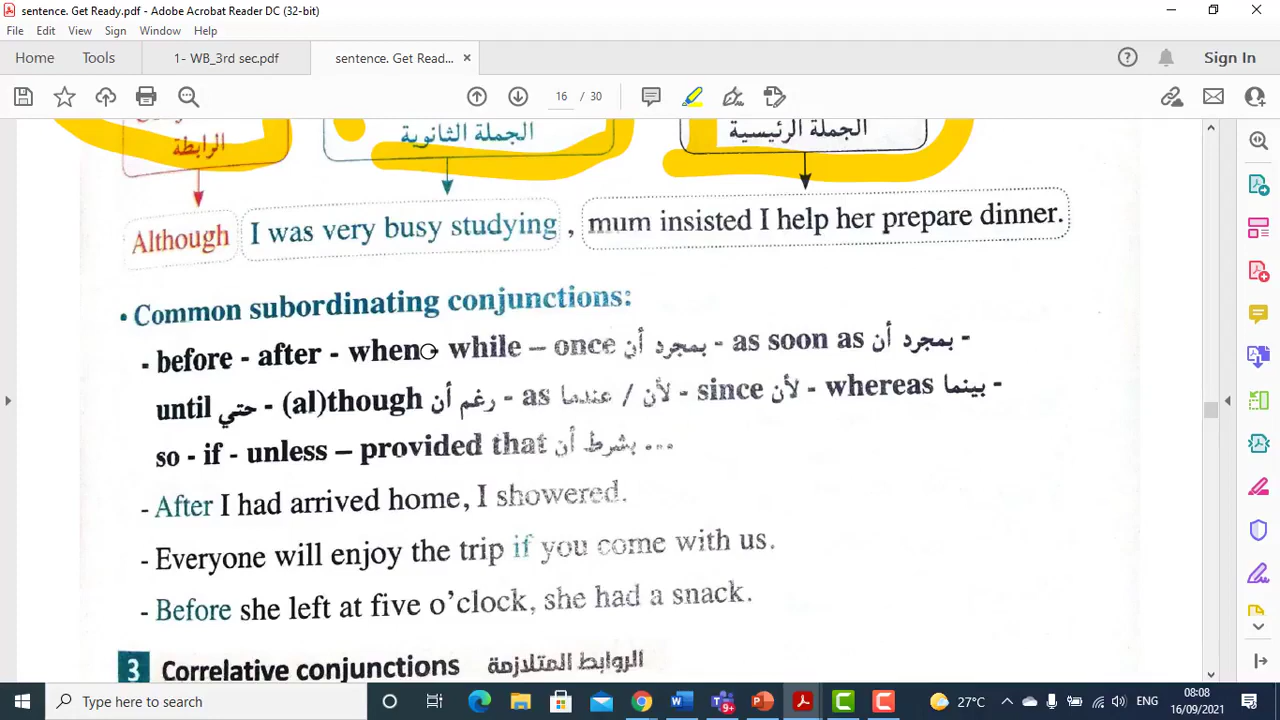 sentence. Get Ready.pdf - Adobe Acrobat Reader DC (32-bit)
File Edit View Sign Window Help
Home Tools 1- WB_3rd sec.pdf sentence. Get Read... × Sign In
16 / 30
الرابطة الجملة الثانوية الجملة الرئيسية
Although I was very busy studying , mum insisted I help her prepare dinner.
• Common subordinating conjunctions:
- before - after - when while – once بمجرد أن - as soon as بمجرد أن -
until حتي - (al)though رغم أن - as لأن / عندما - since لأن - whereas بينما -
so - if - unless – provided that بشرط أن ...
- After I had arrived home, I showered.
- Everyone will enjoy the trip if you come with us.
- Before she left at five o'clock, she had a snack.
3 Correlative conjunctions الروابط المتلازمة
Type here to search
9+
27°C
ENG
08:08
16/09/2021